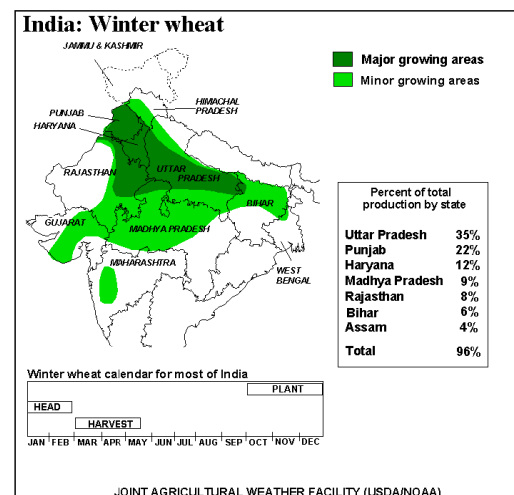 India: Winter wheat
JAMMU & KASHMIR
Major growing areas
Minor growing areas
HIMACHAL
PRADESH
PUNJAB
HARYANA
RAJASTHAN
UTTAR
PRADESH
BIHAR
GUJARAT
MADHYA PRADESH
MAHARASHTRA
WEST
BENGAL
Percent of total
production by state
Uttar Pradesh 35%
Punjab 22%
Haryana 12%
Madhya Pradesh 9%
Rajasthan 8%
Bihar 6%
Assam 4%
Total 96%
Winter wheat calendar for most of India
PLANT
HEAD
HARVEST
JAN FEB MAR APR MAY JUN JUL AUG SEP OCT NOV DEC
JOINT AGRICULTURAL WEATHER FACILITY (USDA/NOAA)